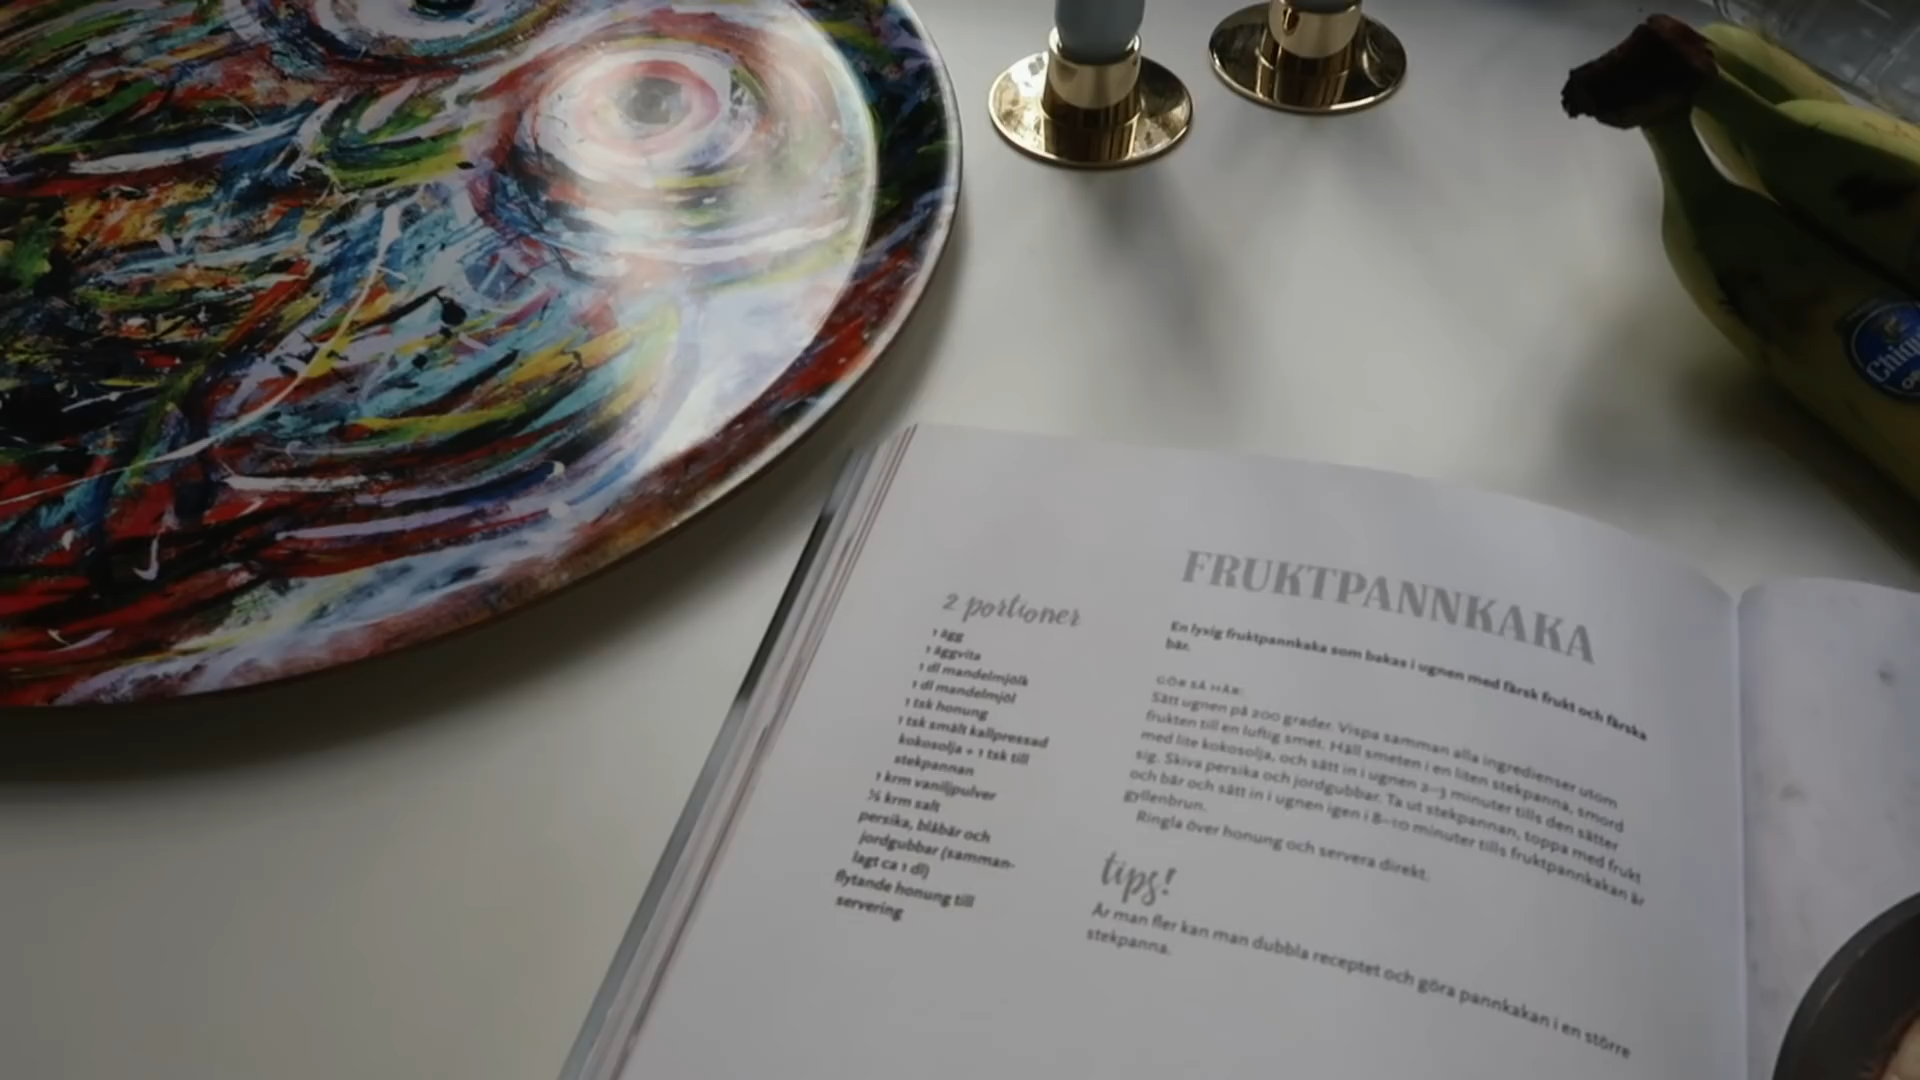 FRUKTPANNKAKA
2 portioner
1 ägg
1 äggvita
1 dl mandelmjölk
1 dl mandelmjöl
1 tsk honung
1 tsk smält kallpressad
kokosolja + 1 tsk till
stekpannan
1 krm vaniljpulver
½ krm salt
persika, blåbär och
jordgubbar (samman-
lagt ca 1 dl)
flytande honung till
servering
En lyxig fruktpannkaka som bakas i ugnen med färsk frukt och färska
bär.
GÖR SÅ HÄR:
Sätt ugnen på 200 grader. Vispa samman alla ingredienser utom
frukten till en luftig smet. Häll smeten i en liten stekpanna, smord
med lite kokosolja, och sätt in i ugnen 2–3 minuter tills den sätter
sig. Skiva persika och jordgubbar. Ta ut stekpannan, toppa med frukt
och bär och sätt in i ugnen igen i 8–10 minuter tills fruktpannkakan är
gyllenbrun.
Ringla över honung och servera direkt.
tips!
Är man fler kan man dubbla receptet och göra pannkakan i en större
stekpanna.